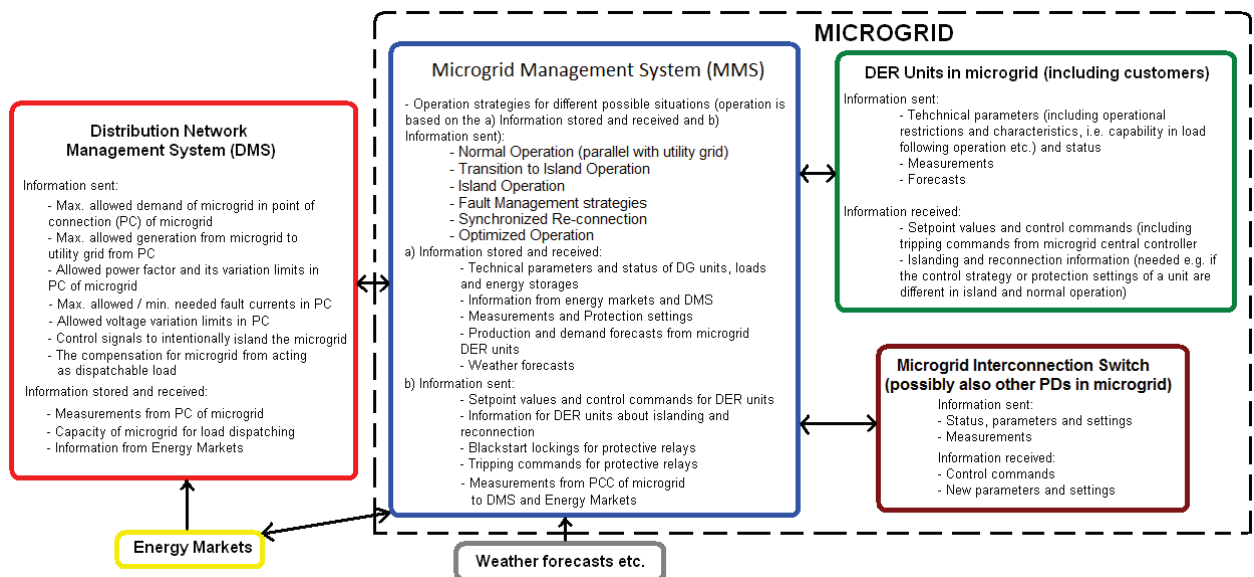 MICROGRID
Distribution Network
Management System (DMS)
Information sent:
- Max. allowed demand of microgrid in point of
connection (PC) of microgrid
- Max. allowed generation from microgrid to
utility grid from PC
- Allowed power factor and its variation limits in
PC of microgrid
- Max. allowed / min. needed fault currents in PC
- Allowed voltage variation limits in PC
- Control signals to intentionally island the microgrid
- The compensation for microgrid from acting
as dispatchable load
Information stored and received:
- Measurements from PC of microgrid
- Capacity of microgrid for load dispatching
- Information from Energy Markets
Microgrid Management System (MMS)
- Operation strategies for different possible situations (operation is
based on the a) Information stored and received and b)
Information sent):
- Normal Operation (parallel with utility grid)
- Transition to Island Operation
- Island Operation
- Fault Management strategies
- Synchronized Re-connection
- Optimized Operation
a) Information stored and received:
- Technical parameters and status of DG units, loads
and energy storages
- Information from energy markets and DMS
- Measurements and Protection settings
- Production and demand forecasts from microgrid
DER units
- Weather forecasts
b) Information sent:
- Setpoint values and control commands for DER units
- Information for DER units about islanding and
reconnection
- Blackstart lockings for protective relays
- Tripping commands for protective relays
- Measurements from PCC of microgrid
to DMS and Energy Markets
DER Units in microgrid (including customers)
Information sent:
- Tehchnical parameters (including operational
restrictions and characteristics, i.e. capability in load
following operation etc.) and status
- Measurements
- Forecasts
Information received:
- Setpoint values and control commands (including
tripping commands from microgrid central controller
- Islanding and reconnection information (needed e.g. if
the control strategy or protection settings of a unit are
different in island and normal operation)
Microgrid Interconnection Switch
(possibly also other PDs in microgrid)
Information sent:
- Status, parameters and settings
- Measurements
Information received:
- Control commands
- New parameters and settings
Energy Markets
Weather forecasts etc.